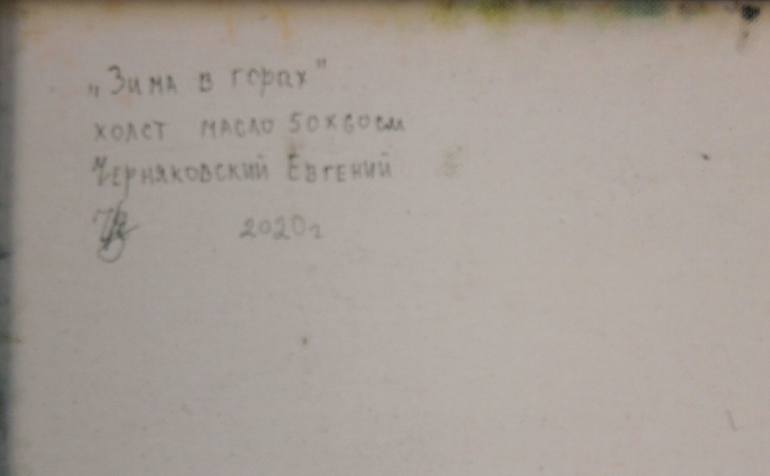 „Зима в горах"
холст масло 50х60см
Черняковский Евгений
2020г